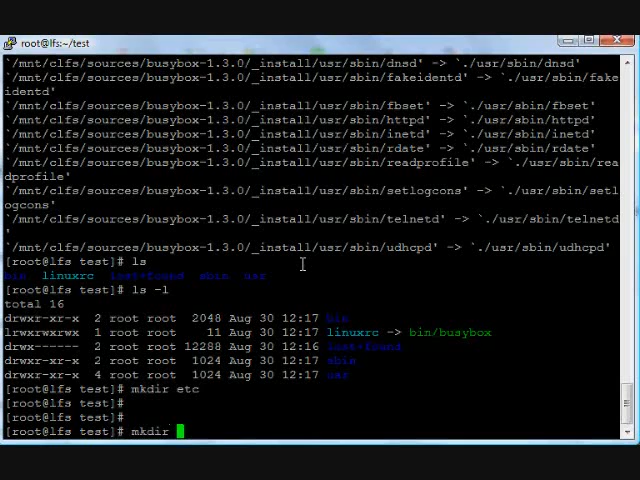 root@lfs:~/test
`/mnt/clfs/sources/busybox-1.3.0/_install/usr/sbin/dnsd' -> `./usr/sbin/dnsd'
`/mnt/clfs/sources/busybox-1.3.0/_install/usr/sbin/fakeidentd' -> `./usr/sbin/fake
identd'
`/mnt/clfs/sources/busybox-1.3.0/_install/usr/sbin/fbset' -> `./usr/sbin/fbset'
`/mnt/clfs/sources/busybox-1.3.0/_install/usr/sbin/httpd' -> `./usr/sbin/httpd'
`/mnt/clfs/sources/busybox-1.3.0/_install/usr/sbin/inetd' -> `./usr/sbin/inetd'
`/mnt/clfs/sources/busybox-1.3.0/_install/usr/sbin/rdate' -> `./usr/sbin/rdate'
`/mnt/clfs/sources/busybox-1.3.0/_install/usr/sbin/readprofile' -> `./usr/sbin/rea
dprofile'
`/mnt/clfs/sources/busybox-1.3.0/_install/usr/sbin/setlogcons' -> `./usr/sbin/setl
ogcons'
`/mnt/clfs/sources/busybox-1.3.0/_install/usr/sbin/telnetd' -> `./usr/sbin/telnetd
'
`/mnt/clfs/sources/busybox-1.3.0/_install/usr/sbin/udhcpd' -> `./usr/sbin/udhcpd'
[root@lfs test]# ls
bin linuxrc lost+found sbin usr
[root@lfs test]# ls -l
total 16
drwxr-xr-x 2 root root 2048 Aug 30 12:17 bin
lrwxrwxrwx 1 root root 11 Aug 30 12:17 linuxrc -> bin/busybox
drwx------ 2 root root 12288 Aug 30 12:16 lost+found
drwxr-xr-x 2 root root 1024 Aug 30 12:17 sbin
drwxr-xr-x 4 root root 1024 Aug 30 12:17 usr
[root@lfs test]# mkdir etc
[root@lfs test]#
[root@lfs test]#
[root@lfs test]# mkdir